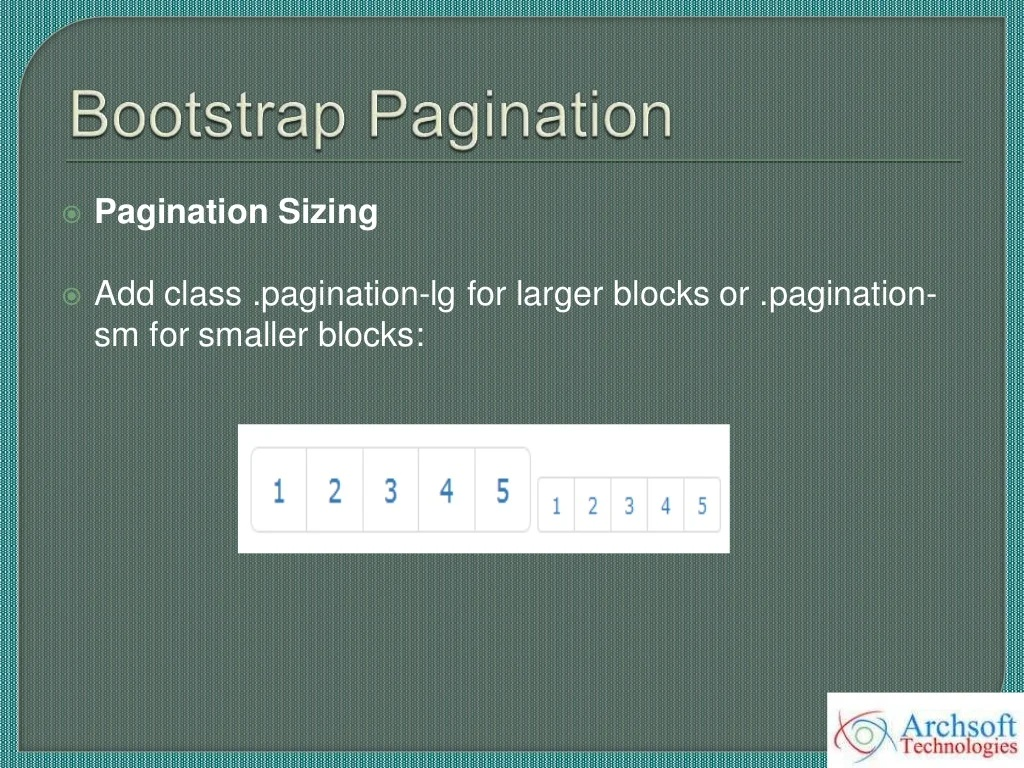 Bootstrap Pagination
Pagination Sizing
Add class .pagination-lg for larger blocks or .pagination-
sm for smaller blocks:
1 2 3 4 5 1 2 3 4 5
Archsoft
Technologies